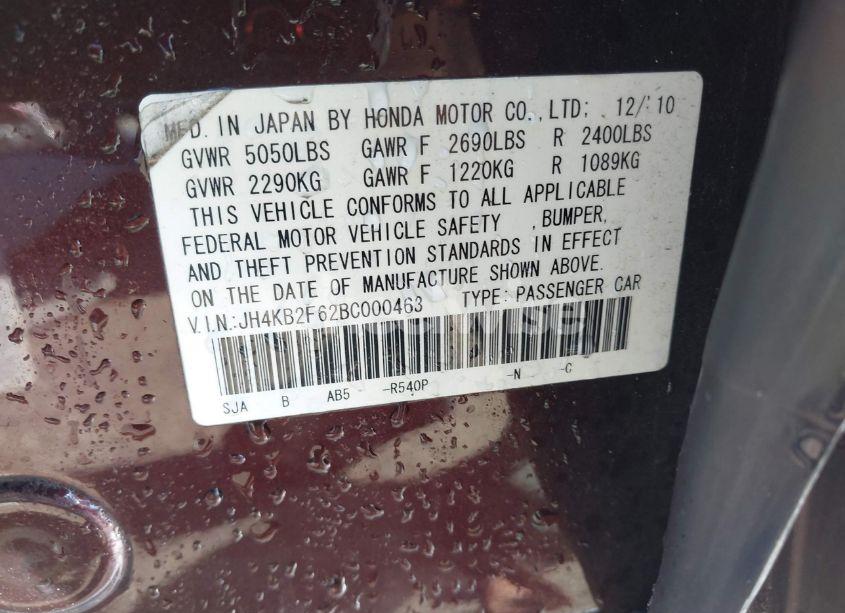 MFD. IN JAPAN BY HONDA MOTOR CO.,LTD; 12/'10
GVWR 5050LBS GAWR F 2690LBS R 2400LBS
GVWR 2290KG GAWR F 1220KG R 1089KG
THIS VEHICLE CONFORMS TO ALL APPLICABLE
FEDERAL MOTOR VEHICLE SAFETY , BUMPER,
AND THEFT PREVENTION STANDARDS IN EFFECT
ON THE DATE OF MANUFACTURE SHOWN ABOVE.
V.I.N:JH4KB2F62BC000463 TYPE:PASSENGER CAR
SJA B AB5 -R540P -N -C